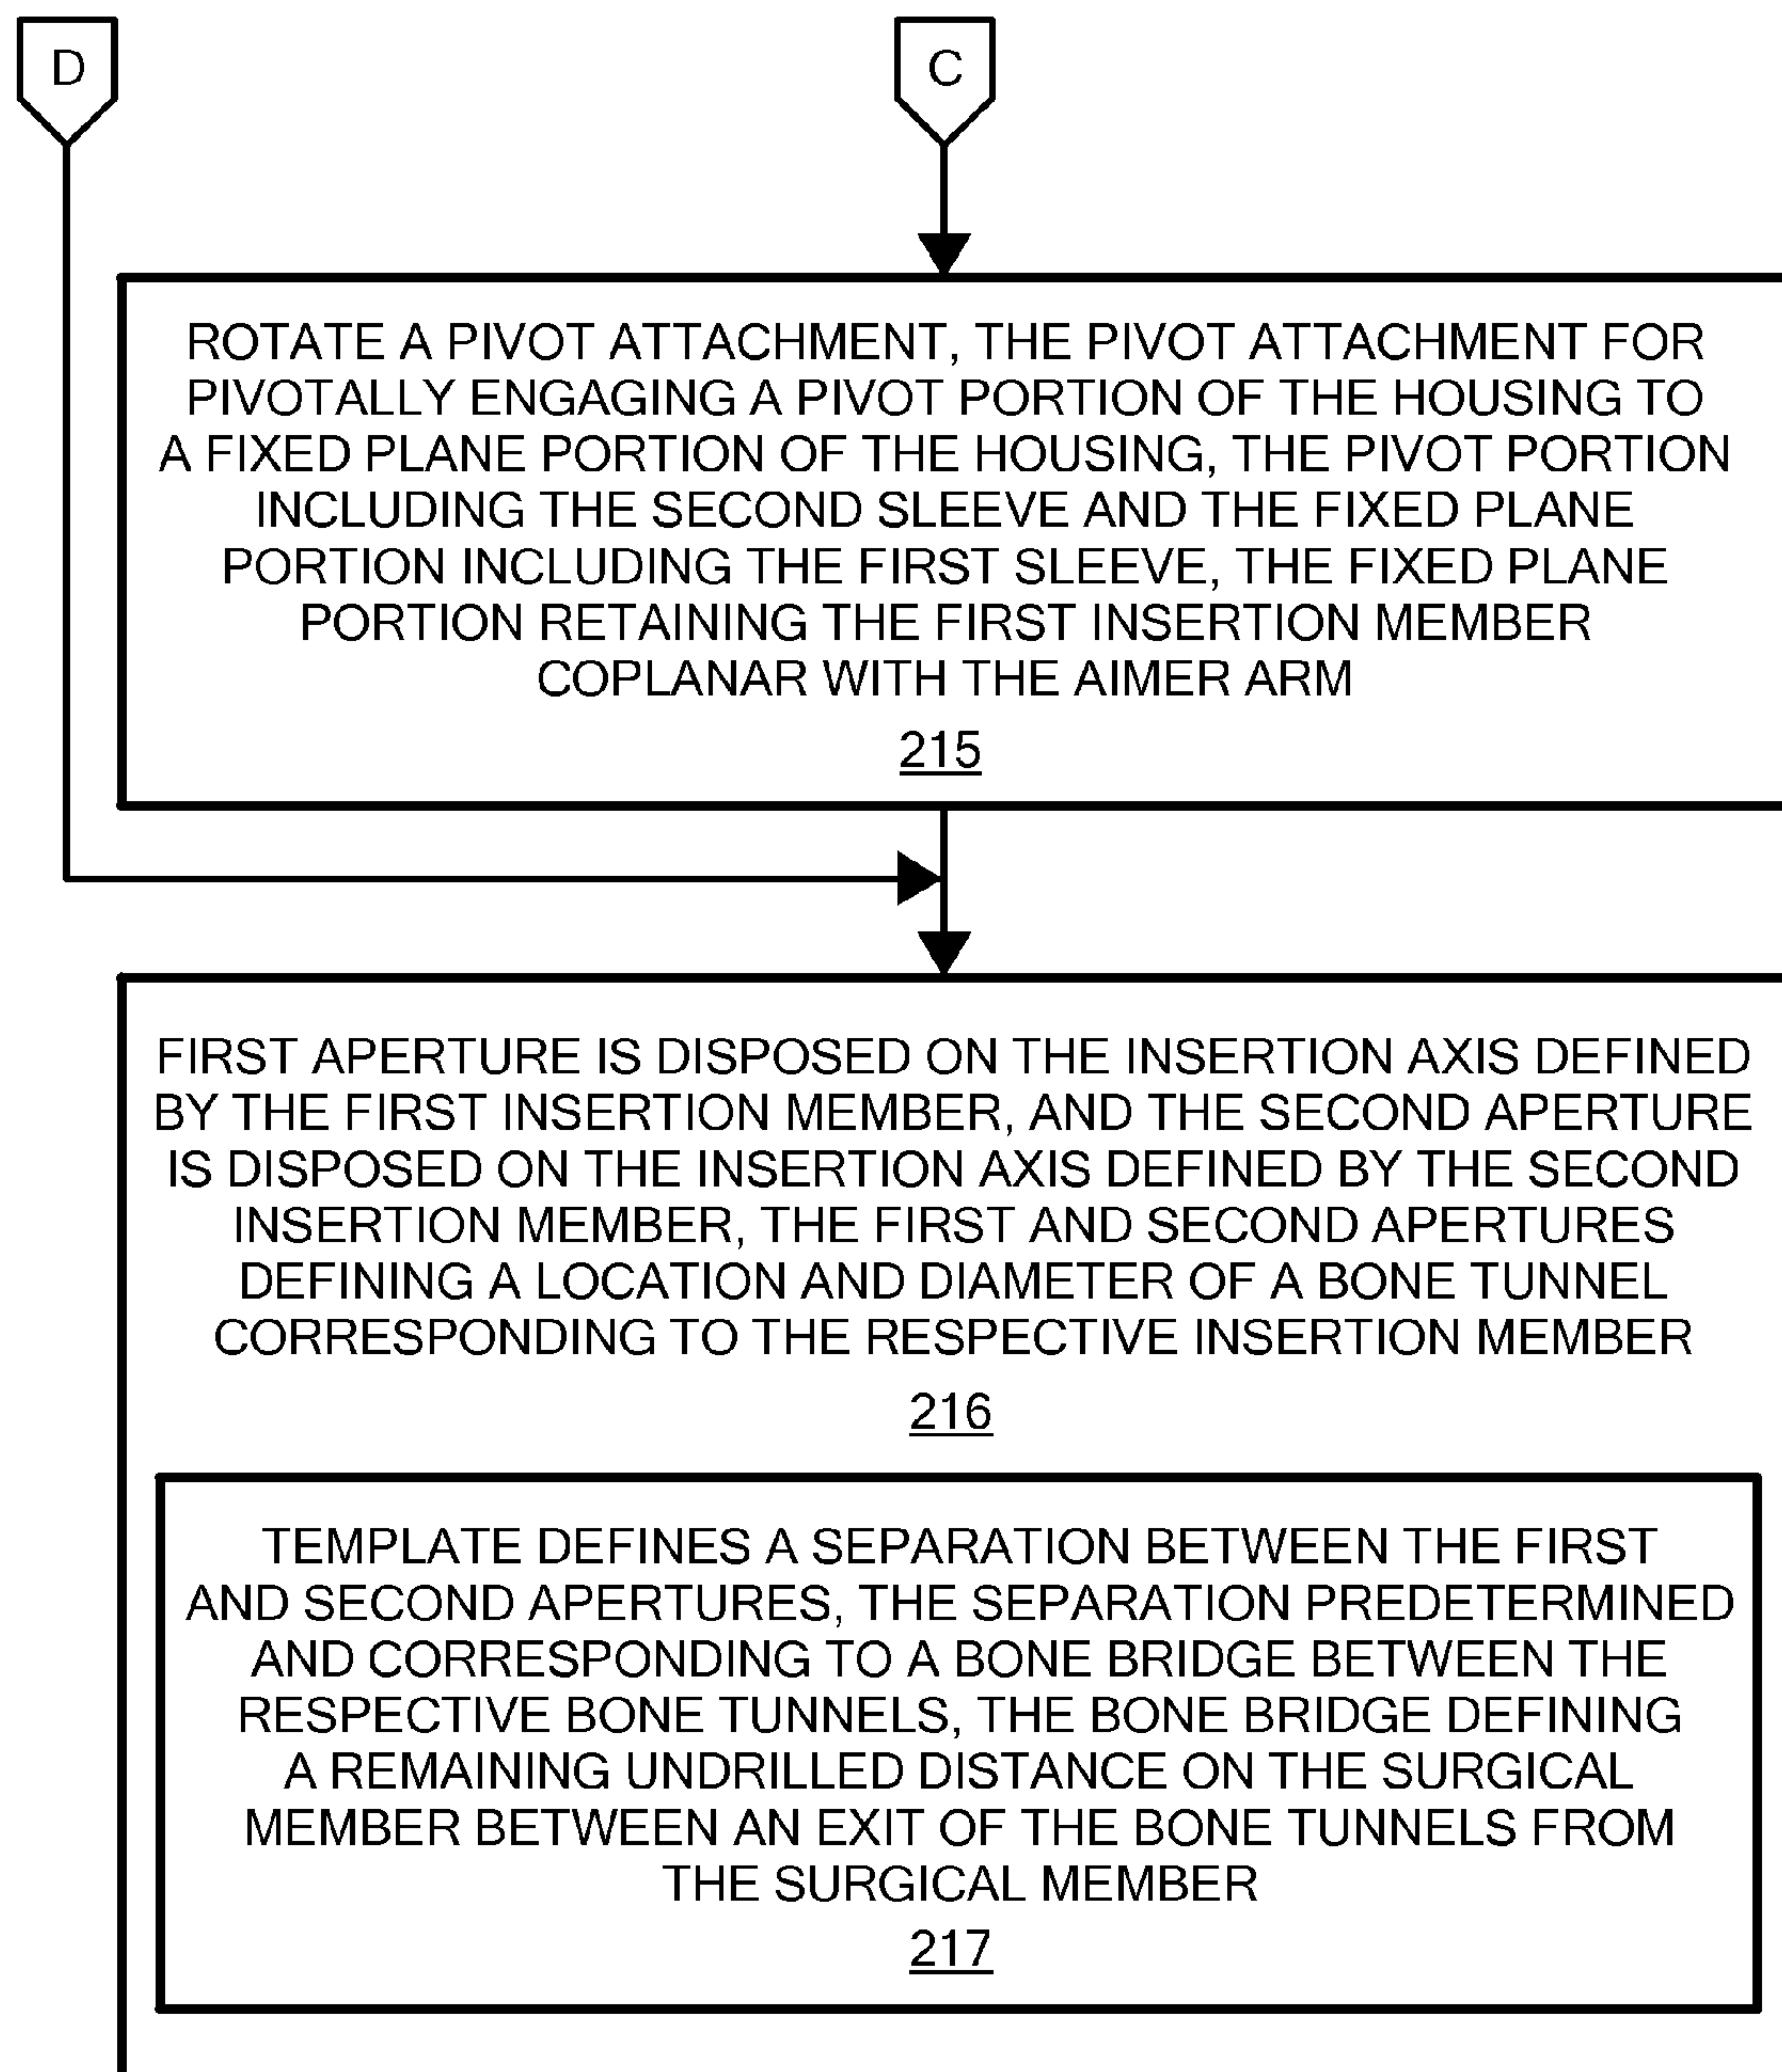 D
C
ROTATE A PIVOT ATTACHMENT, THE PIVOT ATTACHMENT FOR
PIVOTALLY ENGAGING A PIVOT PORTION OF THE HOUSING TO
A FIXED PLANE PORTION OF THE HOUSING, THE PIVOT PORTION
INCLUDING THE SECOND SLEEVE AND THE FIXED PLANE
PORTION INCLUDING THE FIRST SLEEVE, THE FIXED PLANE
PORTION RETAINING THE FIRST INSERTION MEMBER
COPLANAR WITH THE AIMER ARM
215
FIRST APERTURE IS DISPOSED ON THE INSERTION AXIS DEFINED
BY THE FIRST INSERTION MEMBER, AND THE SECOND APERTURE
IS DISPOSED ON THE INSERTION AXIS DEFINED BY THE SECOND
INSERTION MEMBER, THE FIRST AND SECOND APERTURES
DEFINING A LOCATION AND DIAMETER OF A BONE TUNNEL
CORRESPONDING TO THE RESPECTIVE INSERTION MEMBER
216
TEMPLATE DEFINES A SEPARATION BETWEEN THE FIRST
AND SECOND APERTURES, THE SEPARATION PREDETERMINED
AND CORRESPONDING TO A BONE BRIDGE BETWEEN THE
RESPECTIVE BONE TUNNELS, THE BONE BRIDGE DEFINING
A REMAINING UNDRILLED DISTANCE ON THE SURGICAL
MEMBER BETWEEN AN EXIT OF THE BONE TUNNELS FROM
THE SURGICAL MEMBER
217